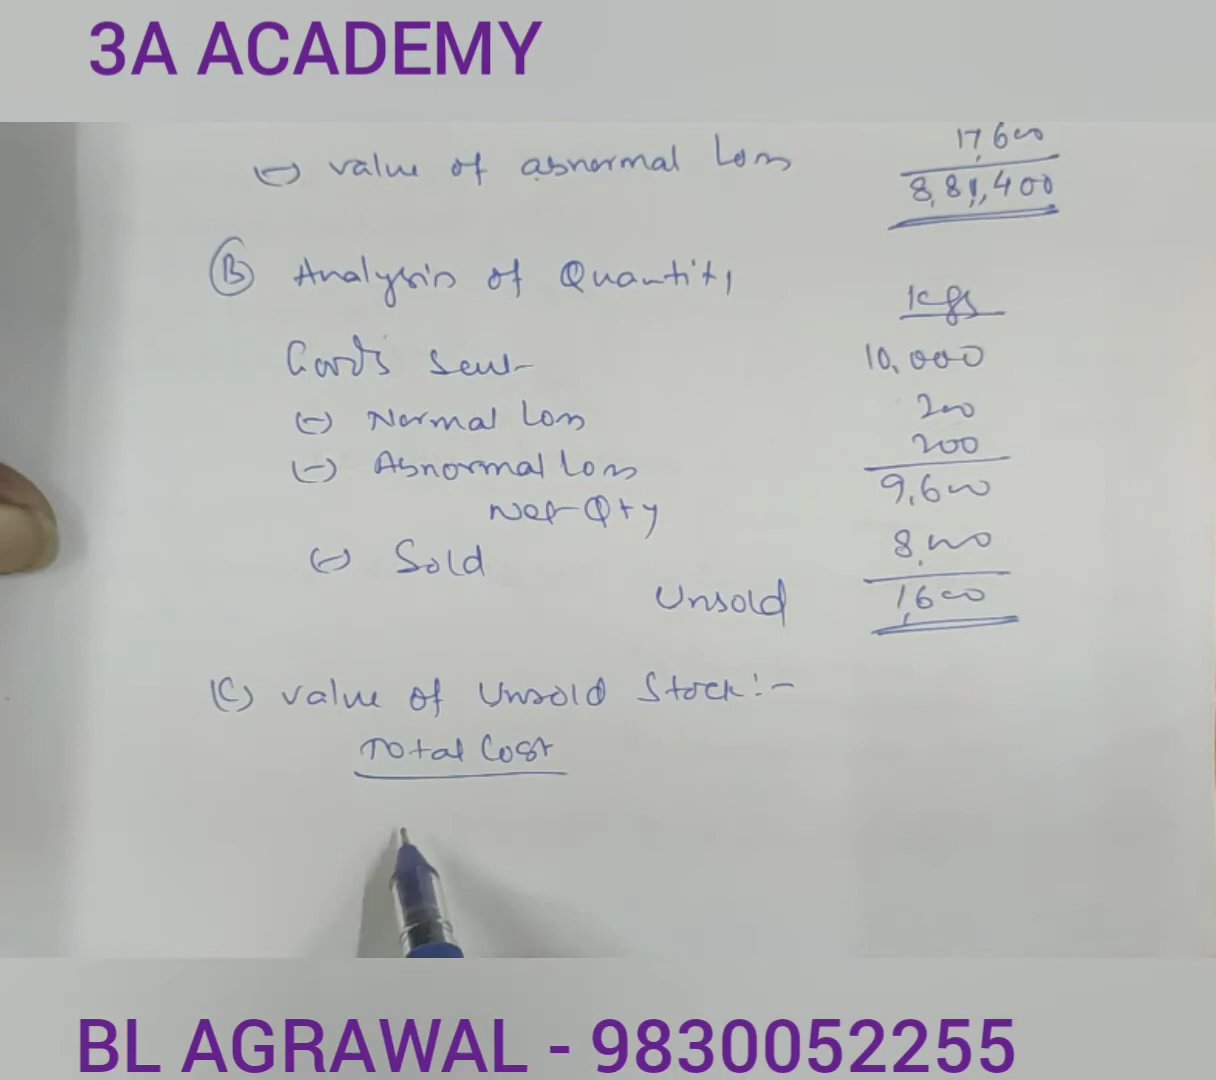 3A ACADEMY
17,600
(-) value of abnormal Loss
8,81,400
(B) Analysis of Quantity
Kgs
Goods Sent 10,000
(-) Normal Loss 200
(-) Abnormal Loss 200
Net Qty 9,600
(-) Sold 8,000
Unsold 1,600
(C) value of Unsold Stock:-
Total Cost
BL AGRAWAL - 9830052255